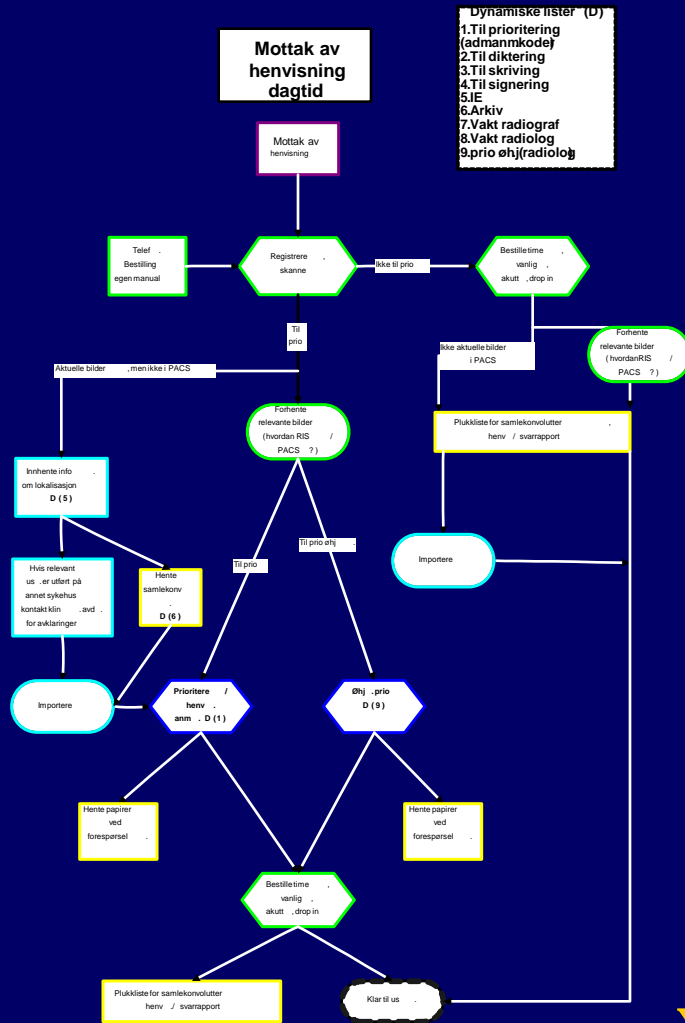 Mottak av
henvisning
dagtid
Dynamiske lister (D)
1.Til prioritering
(admanmkode)
2.Til diktering
3.Til skriving
4.Til signering
5.IE
6.Arkiv
7.Vakt radiograf
8.Vakt radiolog
9.prio øhj(radiolog)
Mottak av
henvisning
Telef .
Bestilling
egen manual
Registrere ,
skanne
Ikke til prio
Bestille time ,
vanlig ,
akutt , drop in
Til
prio
Ikke aktuelle bilder
i PACS
Forhente
relevante bilder
( hvordan RIS /
PACS ? )
Aktuelle bilder , men ikke i PACS
Forhente
relevante bilder
(hvordan RIS /
PACS ? )
Plukkliste for samlekonvolutter ,
henv / svarrapport
Innhente info .
om lokalisasjon
D ( 5 )
Importere
Til prio øhj .
Til prio
Hvis relevant
us . er utført på
annet sykehus
kontakt klin . avd .
for avklaringer
Hente
samlekonv
.
D (6)
Importere
Prioritere /
henv .
anm . D ( 1 )
Øhj . prio
D ( 9 )
Hente papirer
ved
forespørsel .
Hente papirer
ved
forespørsel .
Bestille time ,
vanlig ,
akutt , drop in
Plukkliste for samlekonvolutter
henv ./ svarrapport
Klar til us .